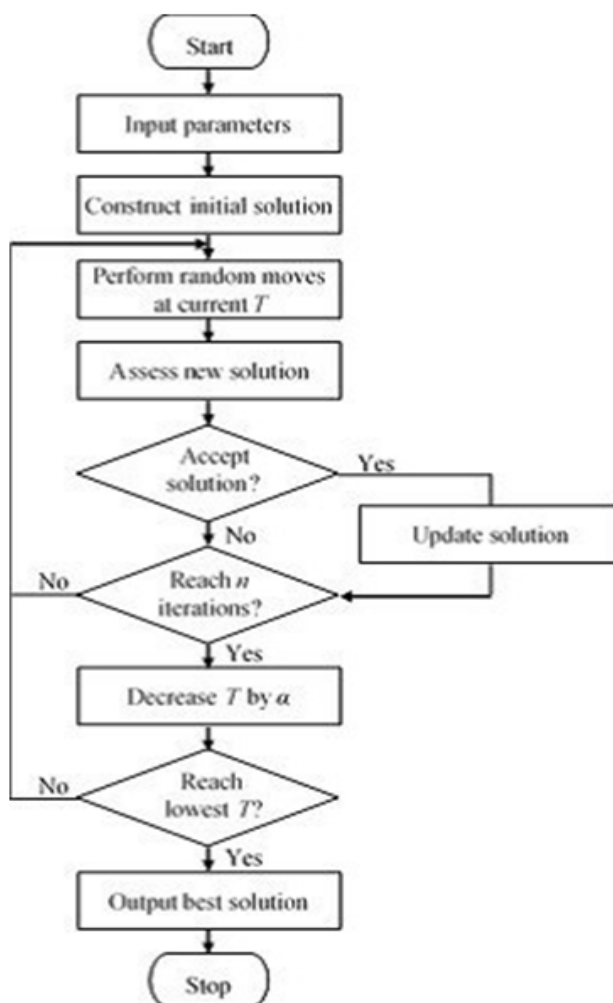 Start
Input parameters
Construct initial solution
Perform random moves
at current T
Assess new solution
Accept
solution?
Yes
Update solution
No
Reach n
iterations?
No
Yes
Decrease T by α
Reach
lowest T?
No
Yes
Output best solution
Stop